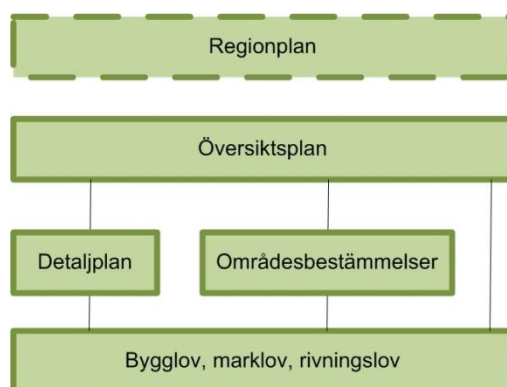 Regionplan
Översiktsplan
Detaljplan
Områdesbestämmelser
Bygglov, marklov, rivningslov